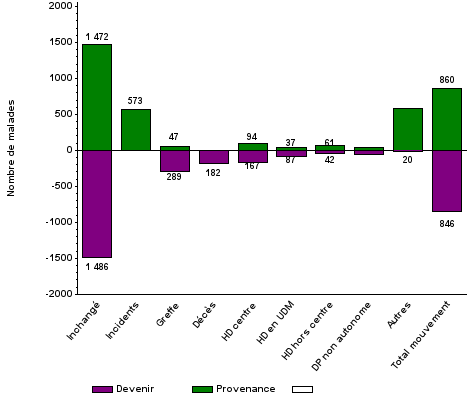 2000
1500
1000
500
0
-500
-1000
-1500
-2000
Nombre de malades
1 472
573
47
94
37
61
860
289
182
167
87
42
20
846
1 486
Inchangé
Incidents
Greffe
Décès
HD centre
HD en UDM
HD hors centre
DP non autonome
Autres
Total mouvement
Devenir
Provenance